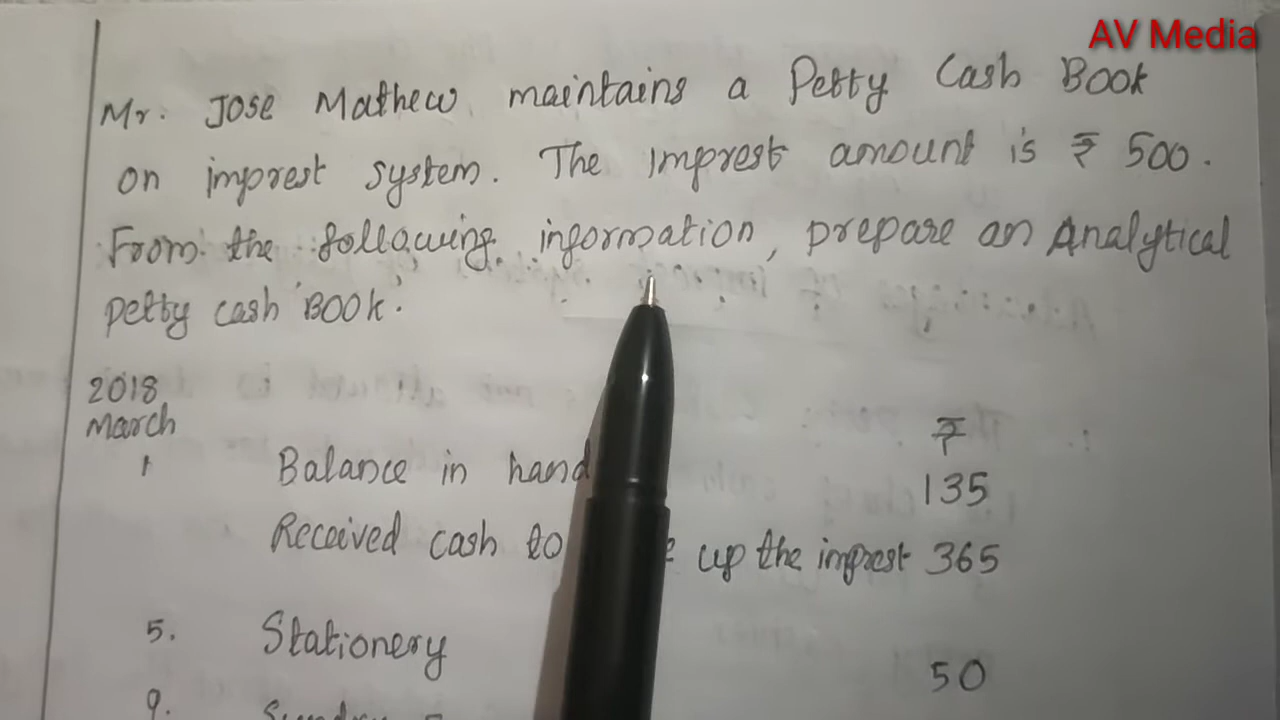 AV Media
Mr. Jose Mathew maintains a Petty Cash Book
on imprest system. The imprest amount is ₹ 500.
From the following information, prepare an Analytical
petty cash Book.
2018
March ₹
1 Balance in hand 135
Received cash to up the imprest 365
5. Stationery 50
9.